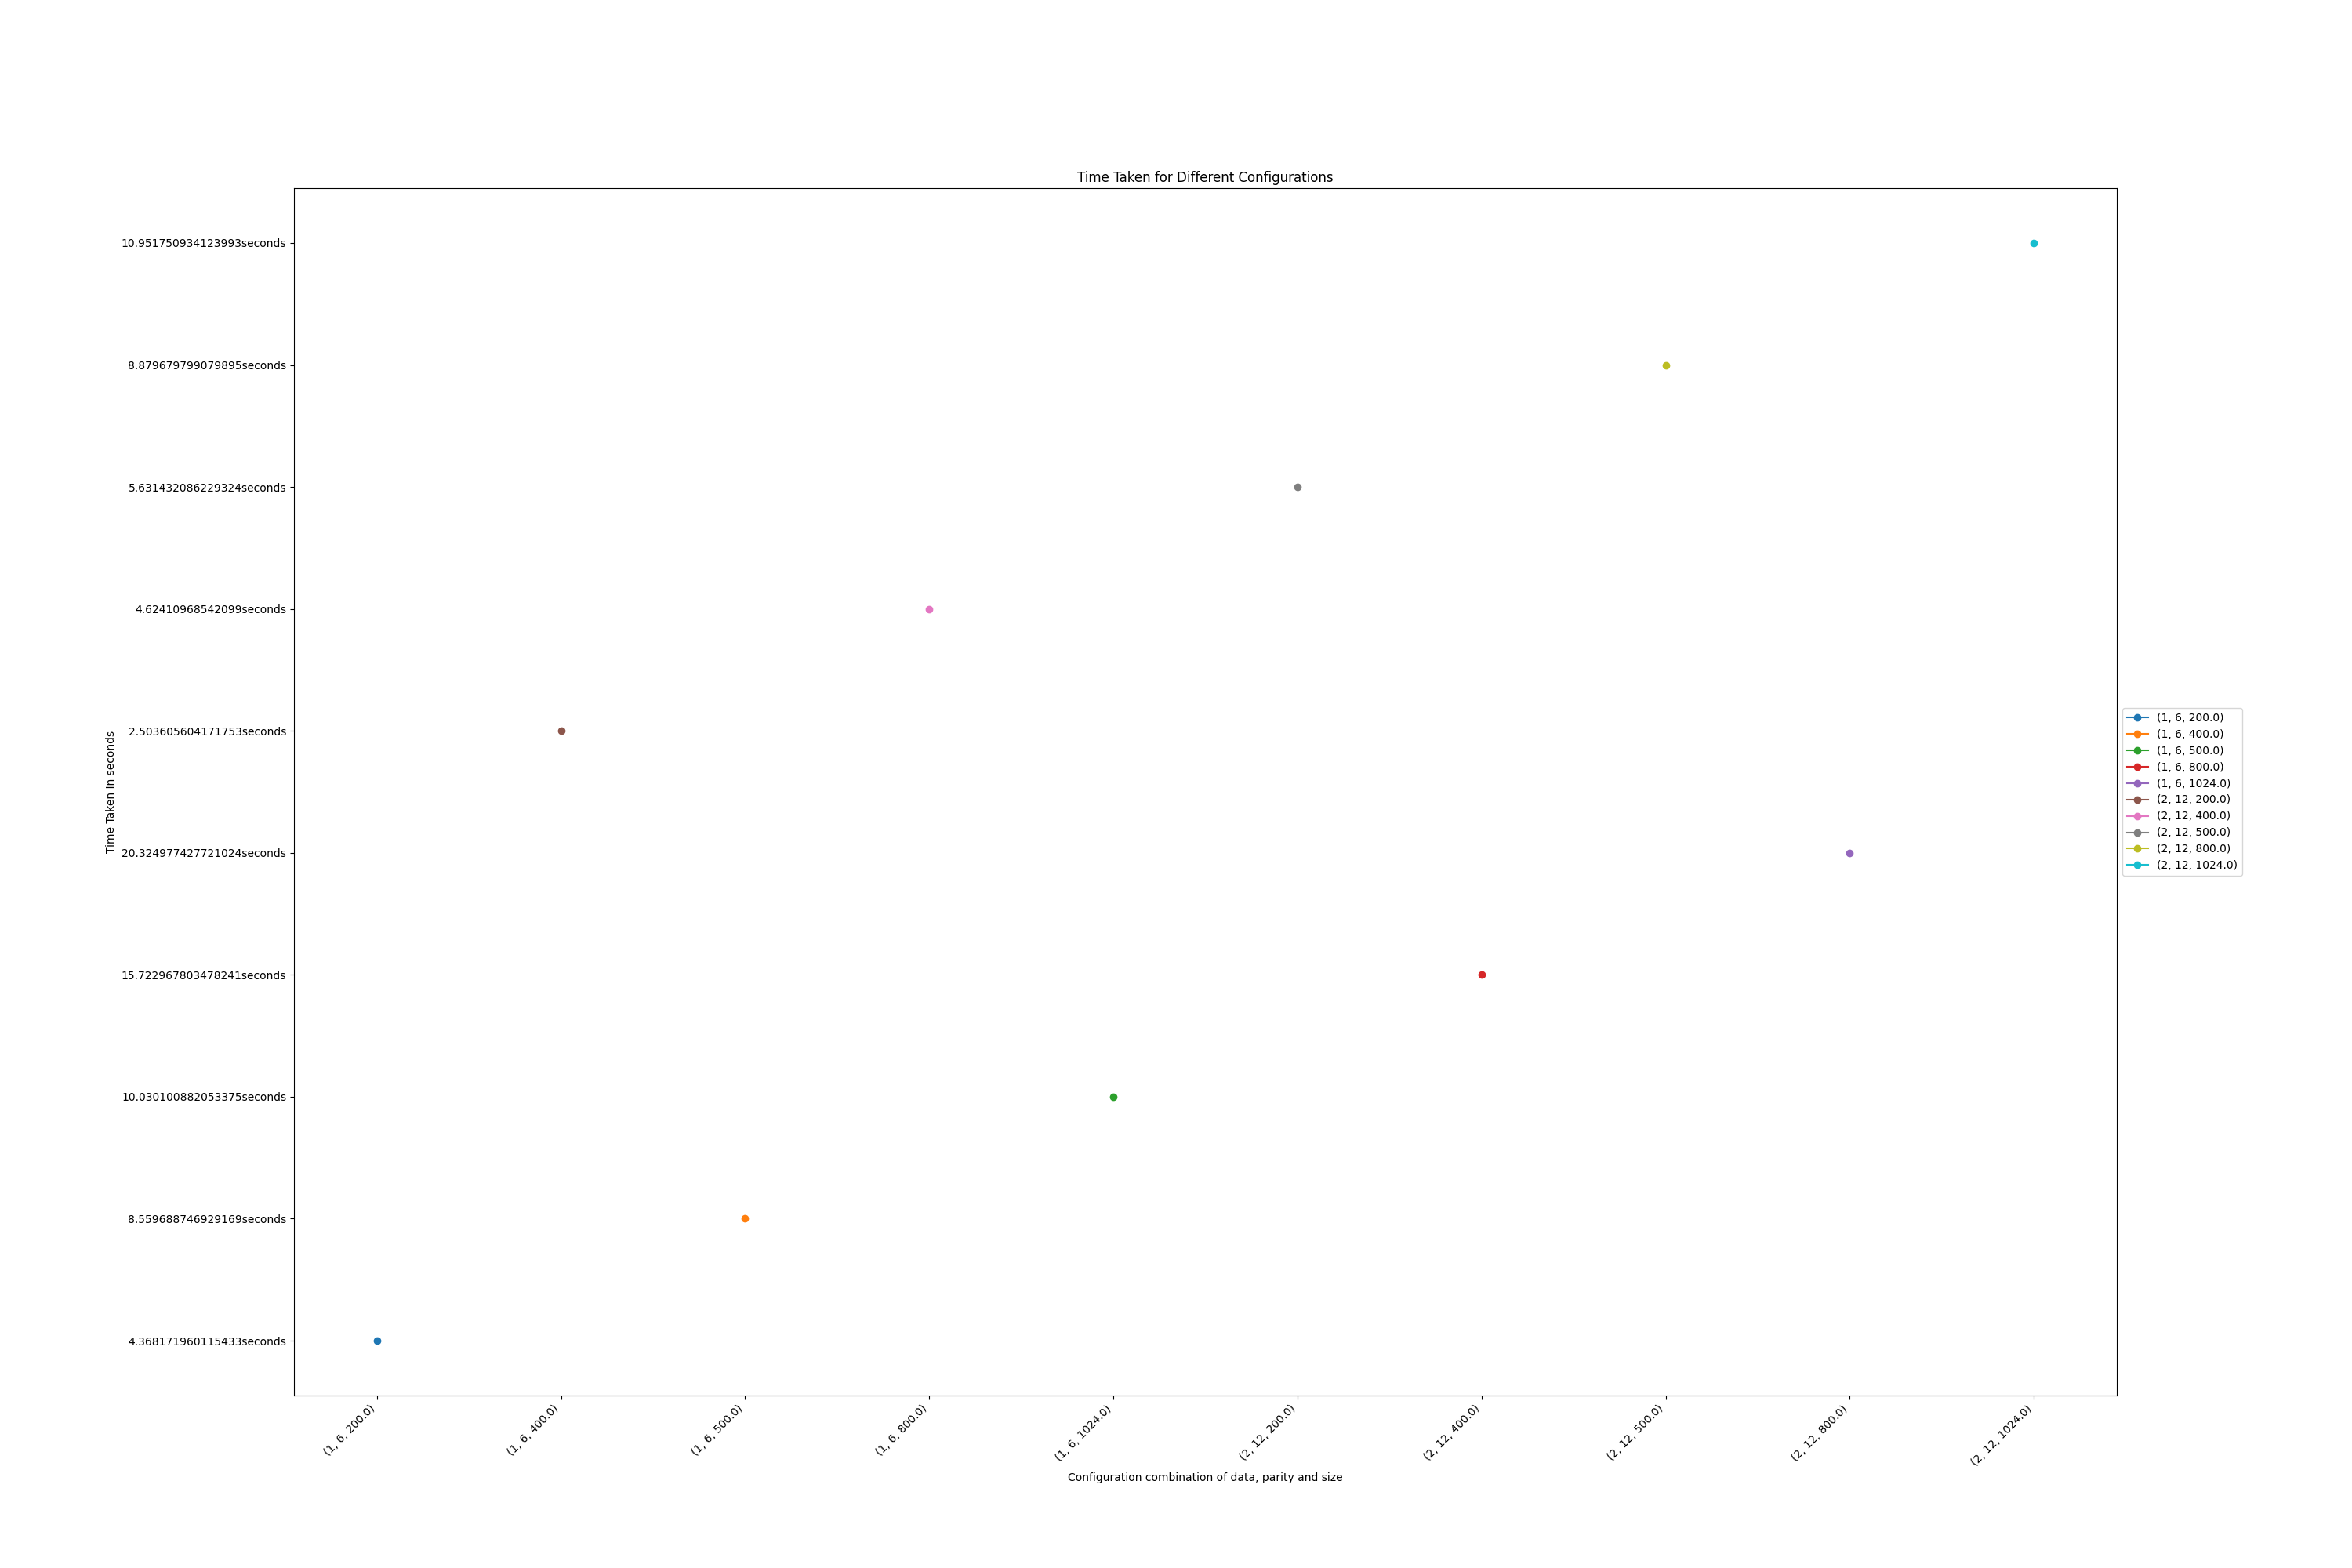 Time Taken for Different Configurations
10.951750934123993seconds
8.879679799079895seconds
5.631432086229324seconds
4.62410968542099seconds
2.503605604171753seconds
20.324977427721024seconds
15.722967803478241seconds
10.030100882053375seconds
8.559688746929169seconds
4.368171960115433seconds
Time Taken In seconds
(1, 6, 200.0)
(1, 6, 400.0)
(1, 6, 500.0)
(1, 6, 800.0)
(1, 6, 1024.0)
(2, 12, 200.0)
(2, 12, 400.0)
(2, 12, 500.0)
(2, 12, 800.0)
(2, 12, 1024.0)
Configuration combination of data, parity and size
(1, 6, 200.0)
(1, 6, 400.0)
(1, 6, 500.0)
(1, 6, 800.0)
(1, 6, 1024.0)
(2, 12, 200.0)
(2, 12, 400.0)
(2, 12, 500.0)
(2, 12, 800.0)
(2, 12, 1024.0)